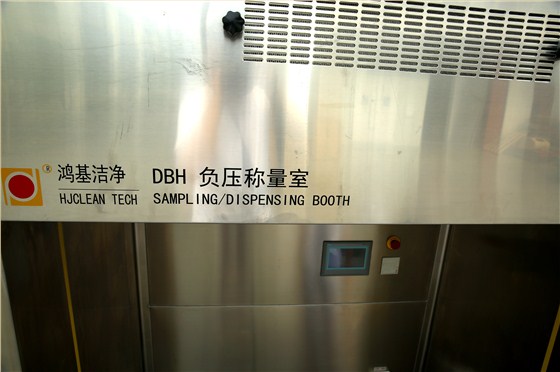 鸿基洁净
HJCLEAN TECH
DBH 负压称量室
SAMPLING/DISPENSING BOOTH